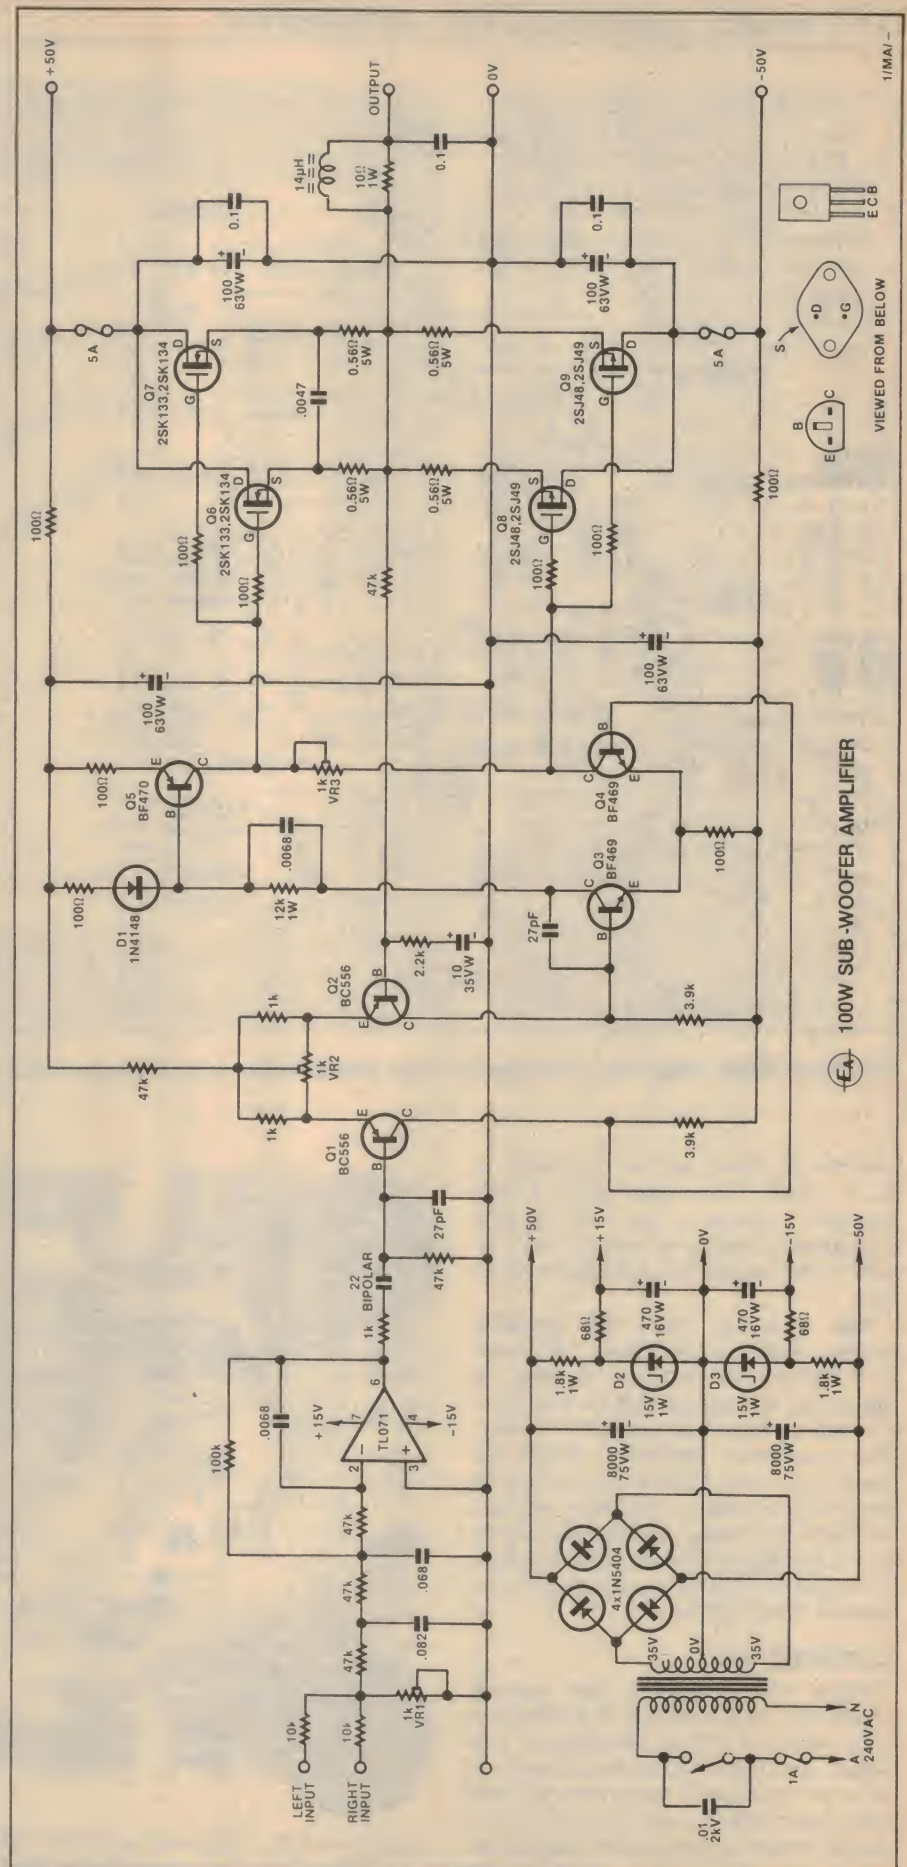 +50V
5A
100Ω
Q7
2SK133,2SK134
D
S
G
0.1
100
63VW
+
-
14µH
10Ω
1W
OUTPUT
0.1
0V
Q6
2SK133,2SK134
D
S
G
100Ω
100Ω
0.56Ω
5W
0.56Ω
5W
.0047
0.56Ω
5W
0.56Ω
5W
47k
Q9
2SJ48,2SJ49
S
D
G
Q8
2SJ48,2SJ49
S
D
G
100Ω
100Ω
100
63VW
+
-
0.1
5A
-50V
100Ω
100
63VW
+
-
100Ω
Q5
BF470
E
C
B
1k
VR3
100Ω
D1
1N4148
12k
1W
.0068
Q4
BF469
C
B
E
Q3
BF469
C
B
E
27pF
100Ω
100
63VW
+
-
47k
1k
1k
1k
VR2
Q2
BC556
E
B
C
Q1
BC556
E
B
C
2.2k
10
35VW
+
-
3.9k
3.9k
27pF
47k
22
BIPOLAR
1k
100k
.0068
+15V
7
6
2
3
4
-
+
TL071
-15V
47k
47k
47k
.068
.082
LEFT
INPUT
10k
RIGHT
INPUT
10k
1k
VR1
240VAC
A
N
1A
.01
2kV
35V
0V
35V
4x1N5404
8000
75VW
+
-
8000
75VW
+
-
1.8k
1W
1.8k
1W
D2
15V
1W
D3
15V
1W
68Ω
68Ω
470
16VW
+
-
470
16VW
+
-
+50V
+15V
0V
-15V
-50V
EA 100W SUB-WOOFER AMPLIFIER
B
E
C
S
D
G
E C B
VIEWED FROM BELOW
1/MA/-